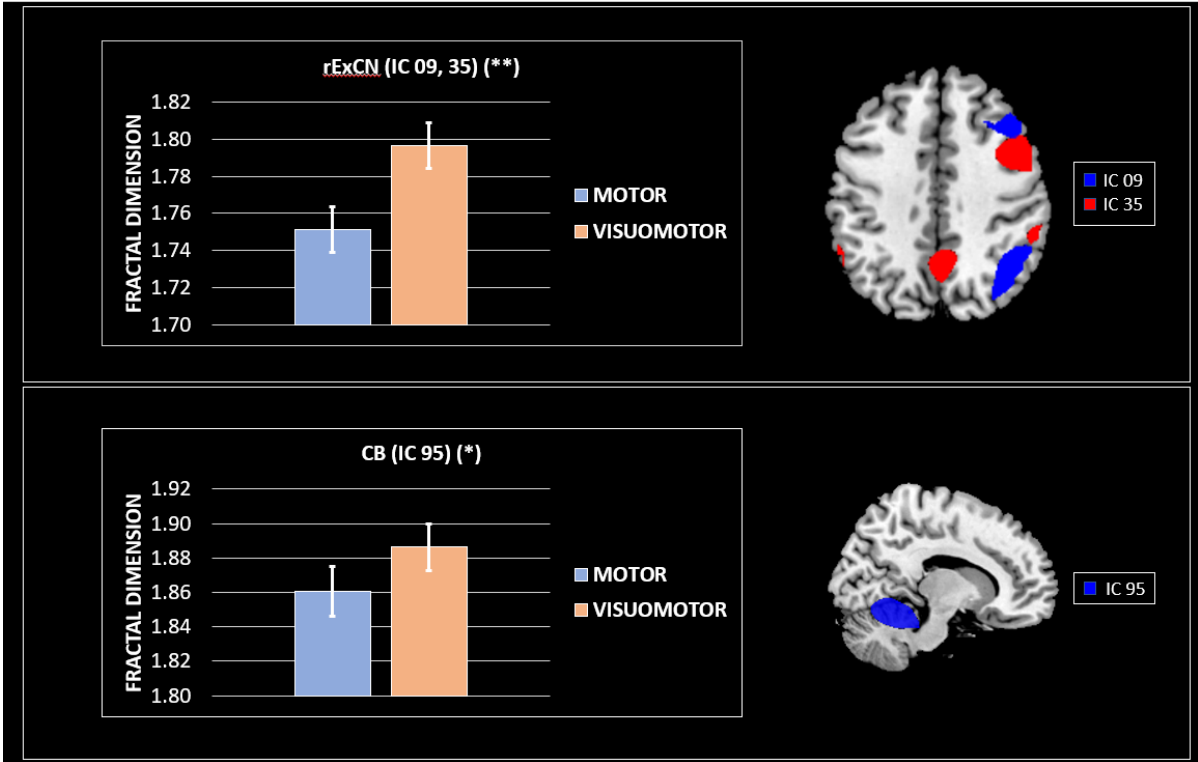 rExCN (IC 09, 35) (**)
FRACTAL DIMENSION
1.82
1.80
1.78
1.76
1.74
1.72
1.70
MOTOR
VISUOMOTOR
IC 09
IC 35
CB (IC 95) (*)
FRACTAL DIMENSION
1.92
1.90
1.88
1.86
1.84
1.82
1.80
MOTOR
VISUOMOTOR
IC 95